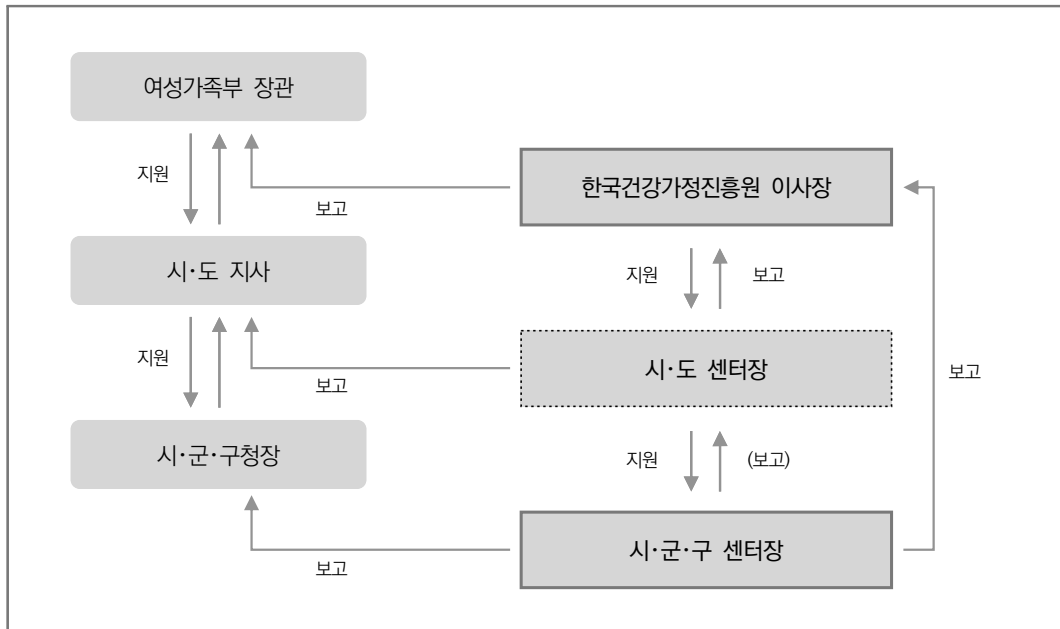 여성가족부 장관
지원
보고
한국건강가정진흥원 이사장
시·도 지사
지원
보고
지원
보고
시·도 센터장
보고
시·군·구청장
지원
(보고)
보고
시·군·구 센터장